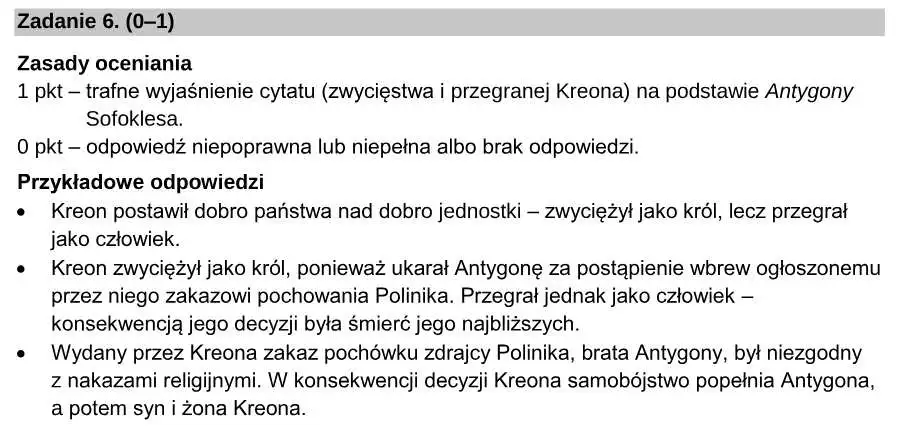 Zadanie 6. (0–1)
Zasady oceniania
1 pkt – trafne wyjaśnienie cytatu (zwycięstwa i przegranej Kreona) na podstawie Antygony
Sofoklesa.
0 pkt – odpowiedź niepoprawna lub niepełna albo brak odpowiedzi.
Przykładowe odpowiedzi
• Kreon postawił dobro państwa nad dobro jednostki – zwyciężył jako król, lecz przegrał
jako człowiek.
• Kreon zwyciężył jako król, ponieważ ukarał Antygonę za postąpienie wbrew ogłoszonemu
przez niego zakazowi pochowania Polinika. Przegrał jednak jako człowiek –
konsekwencją jego decyzji była śmierć jego najbliższych.
• Wydany przez Kreona zakaz pochówku zdrajcy Polinika, brata Antygony, był niezgodny
z nakazami religijnymi. W konsekwencji decyzji Kreona samobójstwo popełnia Antygona,
a potem syn i żona Kreona.